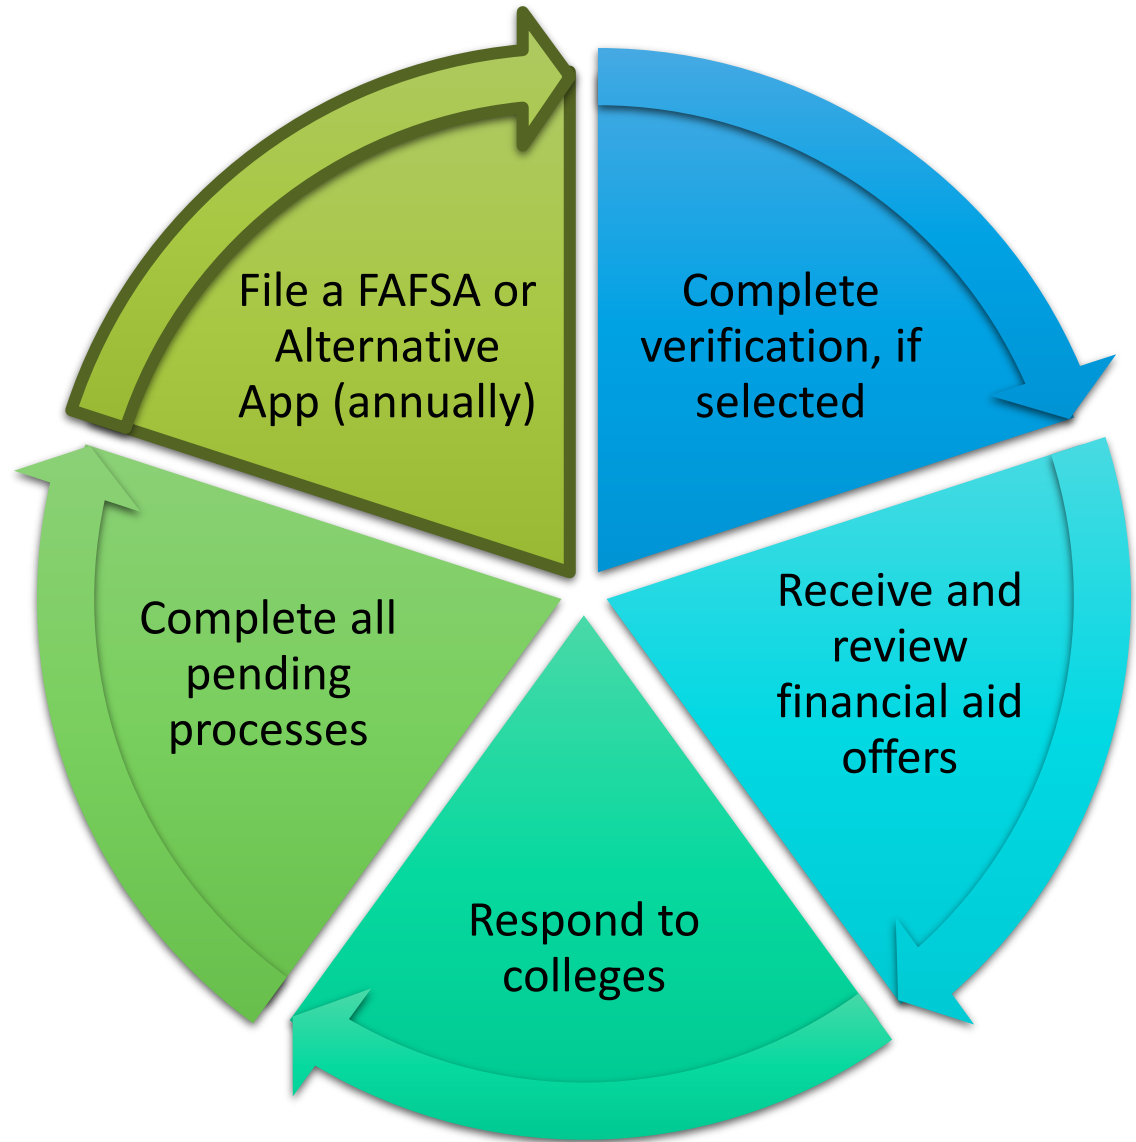 File a FAFSA or
Alternative
App (annually)
Complete
verification, if
selected
Receive and
review
financial aid
offers
Respond to
colleges
Complete all
pending
processes